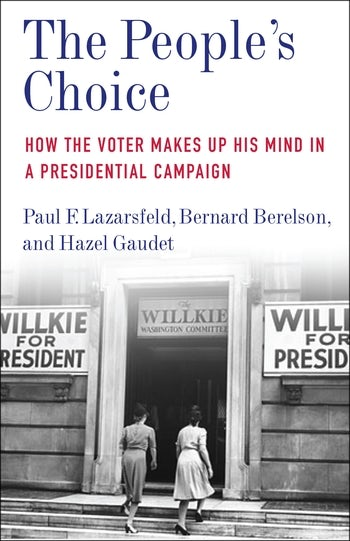 The People's
Choice
HOW THE VOTER MAKES UP HIS MIND IN
A PRESIDENTIAL CAMPAIGN
Paul F. Lazarsfeld, Bernard Berelson,
and Hazel Gaudet
The
WILLKIE
WASHINGTON COMMITTEE
WILLKIE
FOR
RESIDENT
WILL
FOR
PRESID